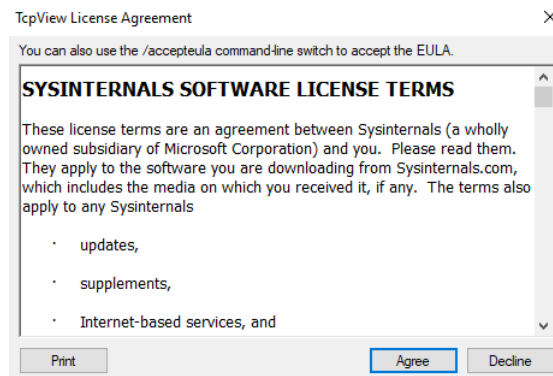 TcpView License Agreement
You can also use the /accepteula command-line switch to accept the EULA.
SYSINTERNALS SOFTWARE LICENSE TERMS
These license terms are an agreement between Sysinternals (a wholly
owned subsidiary of Microsoft Corporation) and you.  Please read them.
They apply to the software you are downloading from Sysinternals.com,
which includes the media on which you received it, if any.  The terms also
apply to any Sysinternals
· updates,
· supplements,
· Internet-based services, and
Print Agree Decline